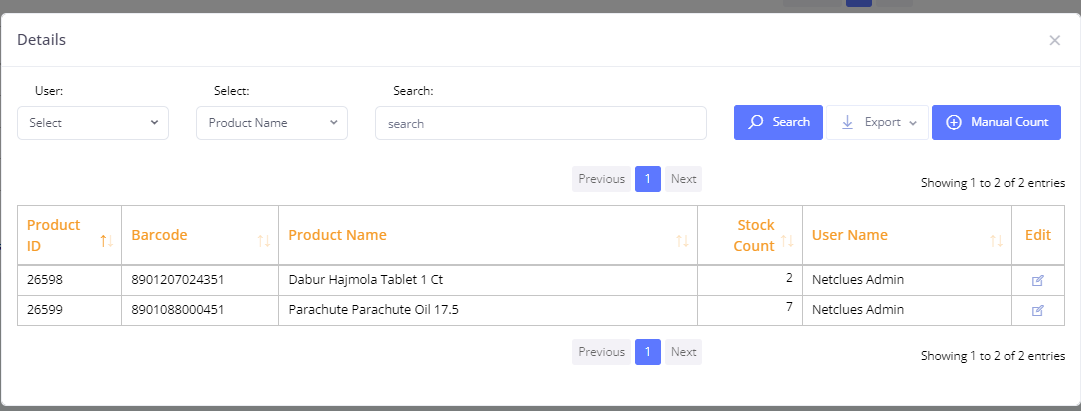 Details
User: Select: Search:
Select Product Name search Search Export Manual Count
Previous 1 Next
Showing 1 to 2 of 2 entries
Product ID Barcode Product Name Stock Count User Name Edit
26598 8901207024351 Dabur Hajmola Tablet 1 Ct 2 Netclues Admin
26599 8901088000451 Parachute Parachute Oil 17.5 7 Netclues Admin
Previous 1 Next
Showing 1 to 2 of 2 entries